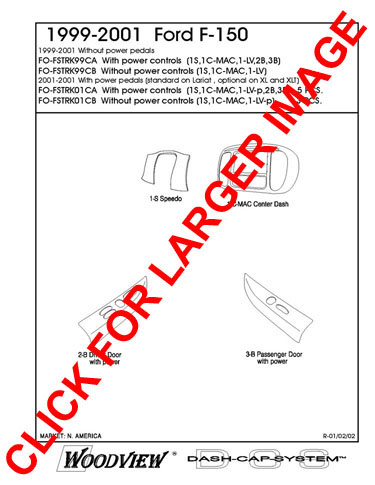 1999-2001 Ford F-150
1999-2001 Without power pedals
FO-FSTRK99CA With power controls (1S,1C-MAC,1-LV,2B,3B)
FO-FSTRK99CB Without power controls (1S,1C-MAC,1-LV)
2001-2001 With power pedals (standard on Lariat , optional on XL and XLT)
FO-FSTRK01CA With power controls (1S,1C-MAC,1-LV-p,2B,3B) 5 PCS.
FO-FSTRK01CB Without power controls (1S,1C-MAC,1-LV-p) 3 PCS.
1-S Speedo
1C-MAC Center Dash
2-B Driver Door
with power
3-B Passenger Door
with power
CLICK FOR LARGER IMAGE
MARKET: N. AMERICA
R-01/02/02
WOODVIEW®
DCS
DASH-CAP-SYSTEM™